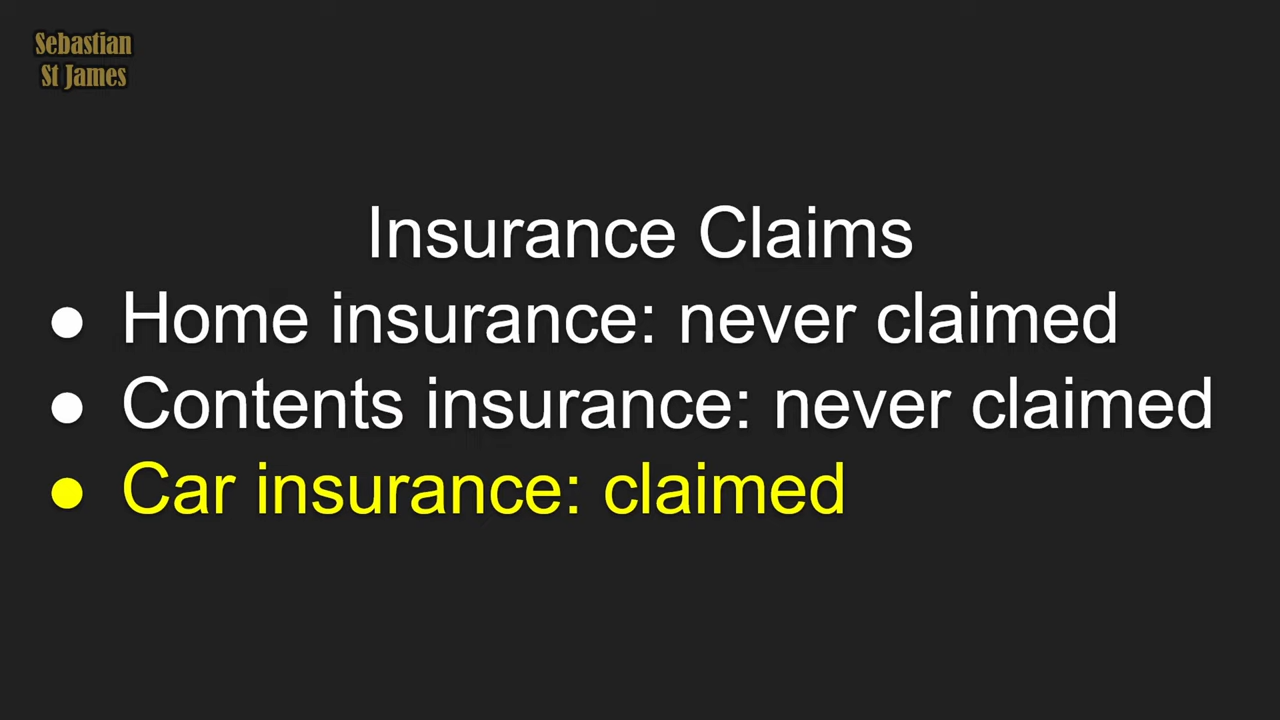 Sebastian
St James
Insurance Claims
● Home insurance: never claimed
● Contents insurance: never claimed
● Car insurance: claimed